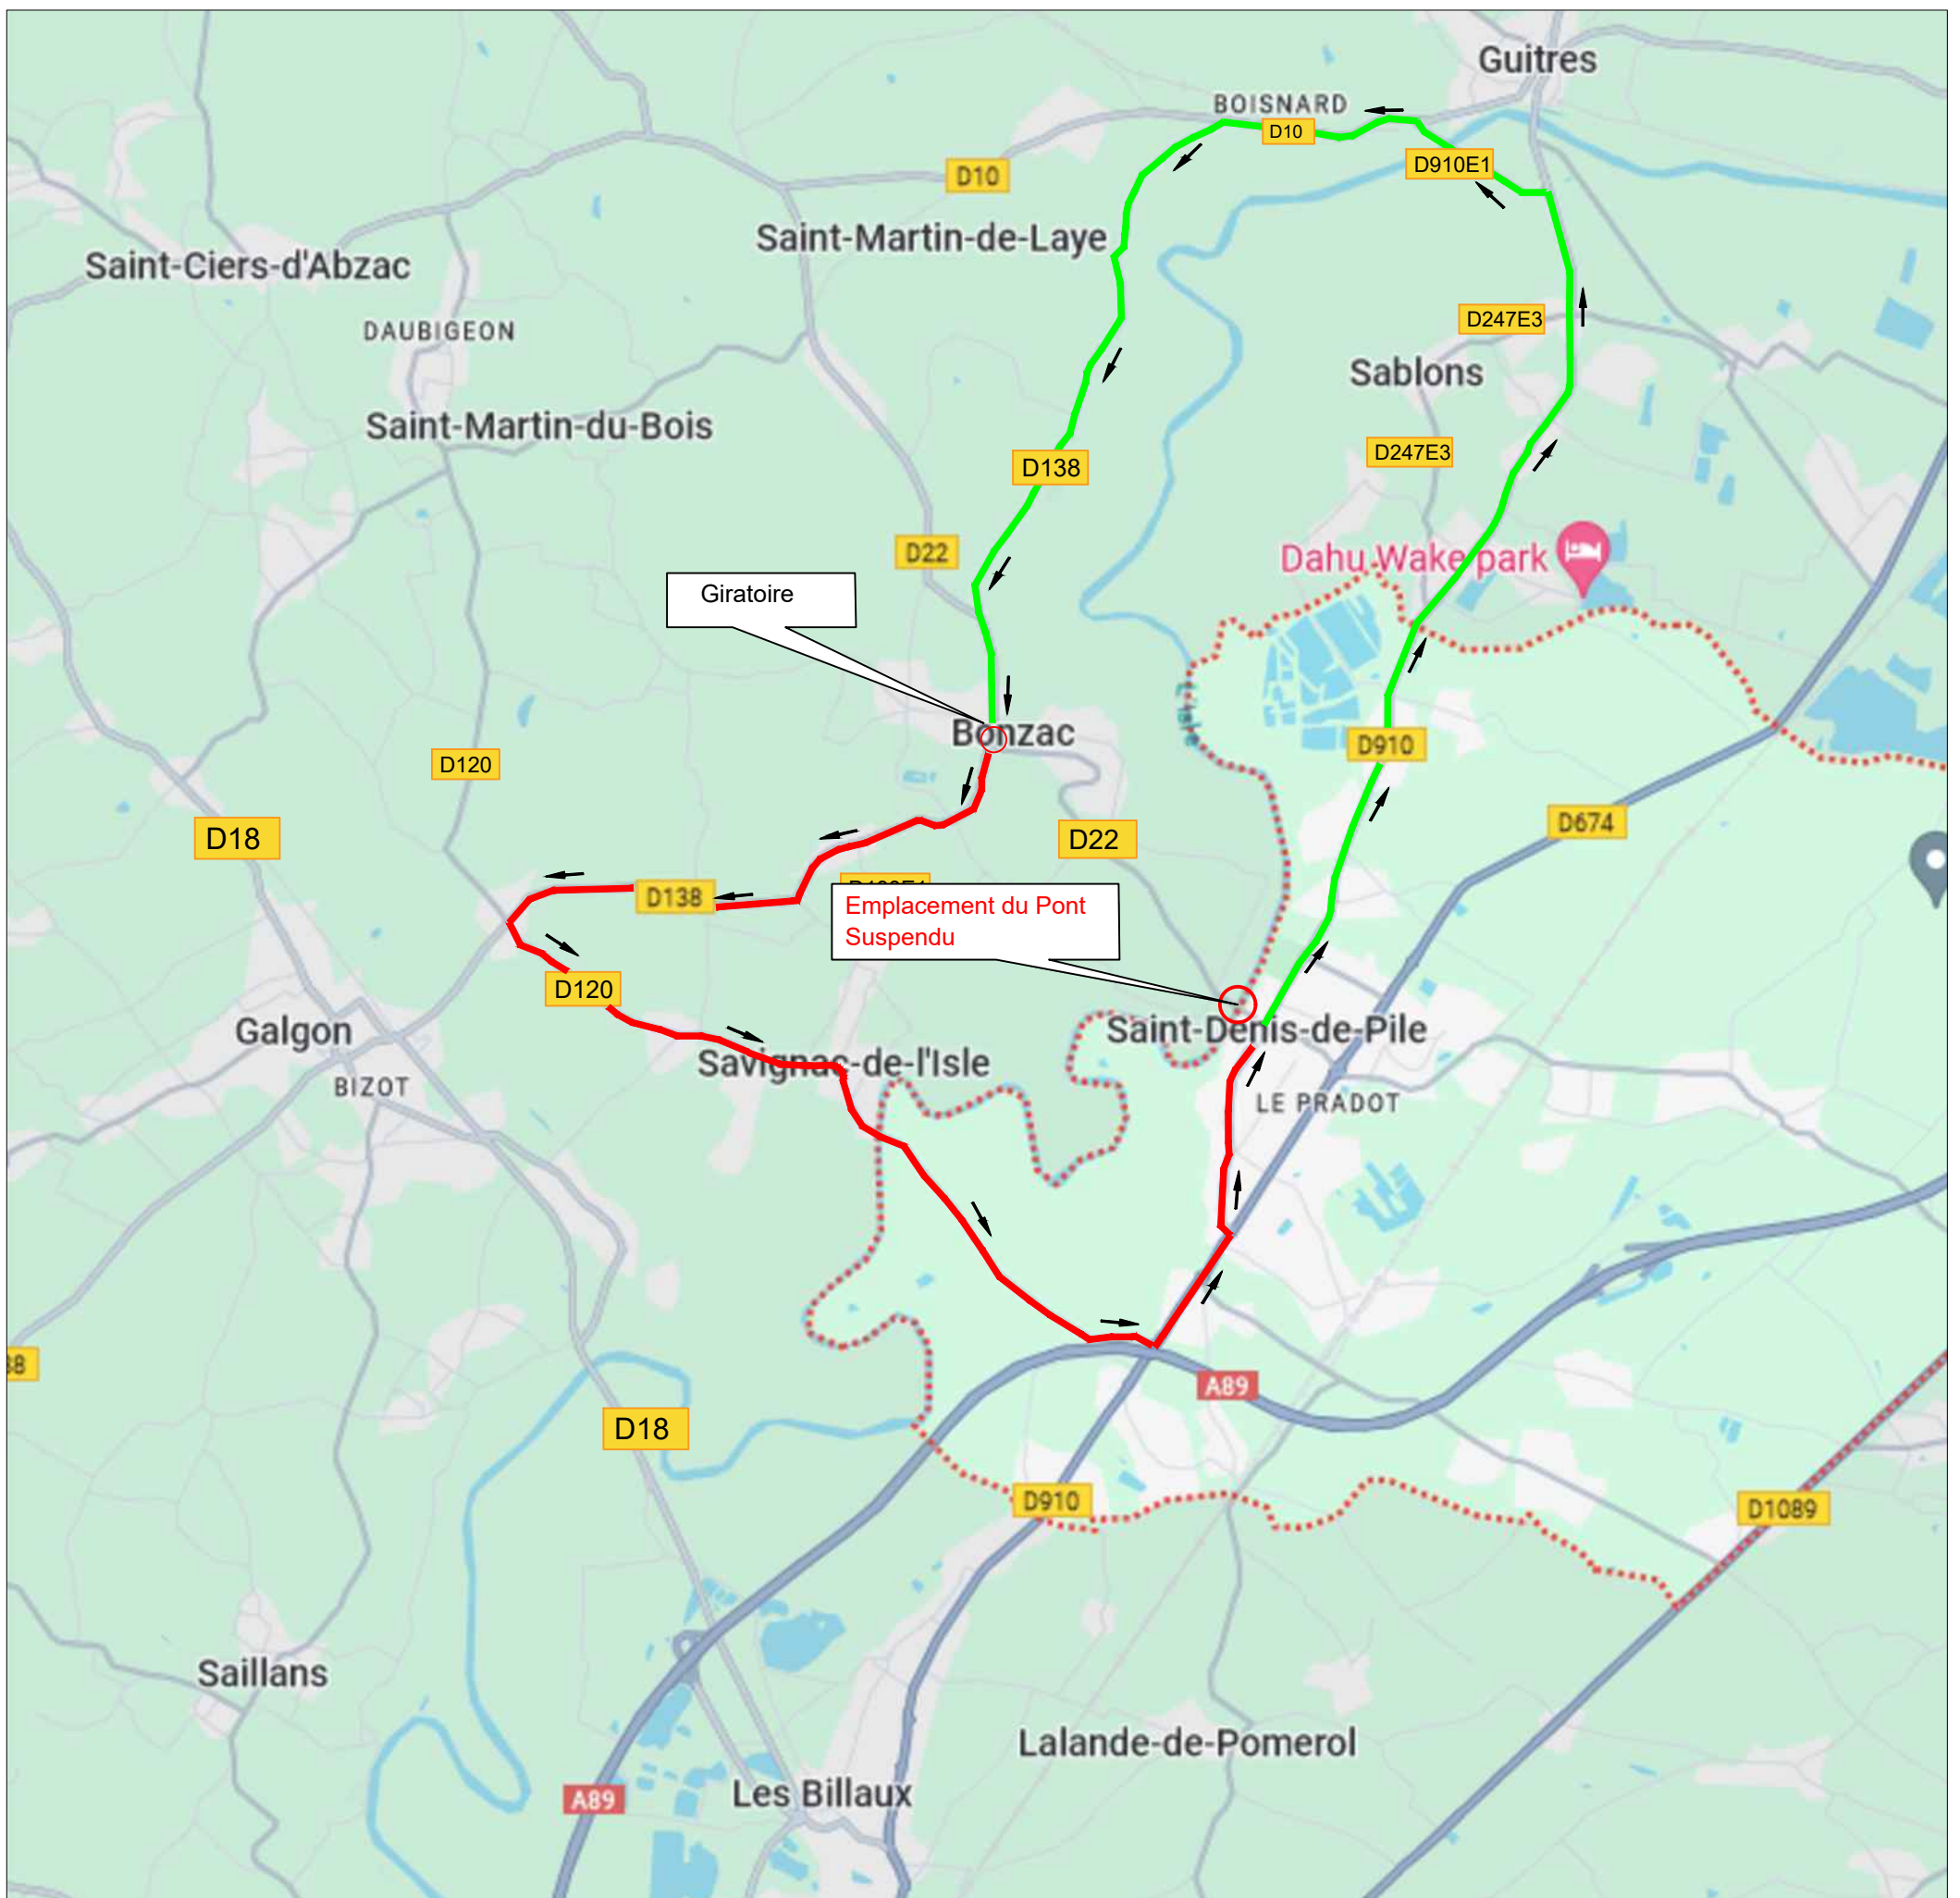 Guitres
BOISNARD
D10
D910E1
D10
Saint-Martin-de-Laye
Saint-Ciers-d'Abzac
D247E3
DAUBIGEON
Sablons
Saint-Martin-du-Bois
D247E3
D138
D22
Dahu Wake park
Giratoire
L'Isle
Bonzac
D910
D120
D674
D18
D22
D138
Emplacement du Pont
Suspendu
D120
Galgon
Saint-Denis-de-Pile
Savignac-de-l'Isle
BIZOT
LE PRADOT
A89
D18
D910
D1089
Saillans
Lalande-de-Pomerol
Les Billaux
A89